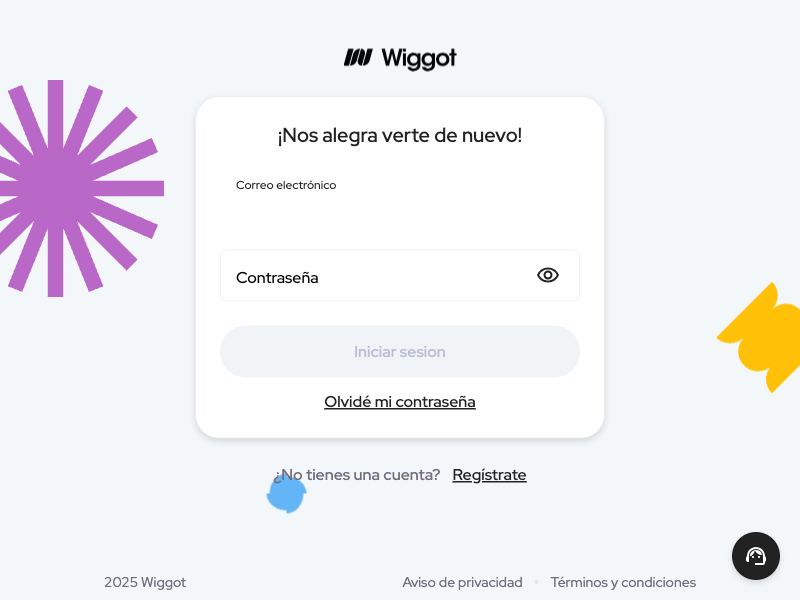 Wiggot
¡Nos alegra verte de nuevo!
Correo electrónico
Contraseña
Iniciar sesion
Olvidé mi contraseña
¿No tienes una cuenta? Regístrate
2025 Wiggot
Aviso de privacidad
Términos y condiciones